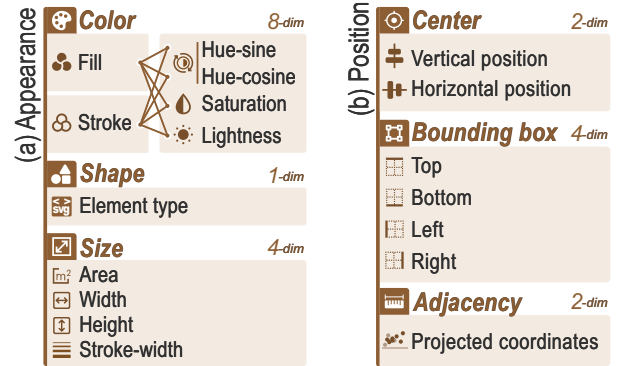 (a) Appearance
Color 8-dim
Fill
Stroke
Hue-sine
Hue-cosine
Saturation
Lightness
Shape 1-dim
<> svg
Element type
Size 4-dim
m²
Area
Width
Height
Stroke-width
(b) Position
Center 2-dim
Vertical position
Horizontal position
Bounding box 4-dim
Top
Bottom
Left
Right
Adjacency 2-dim
Projected coordinates